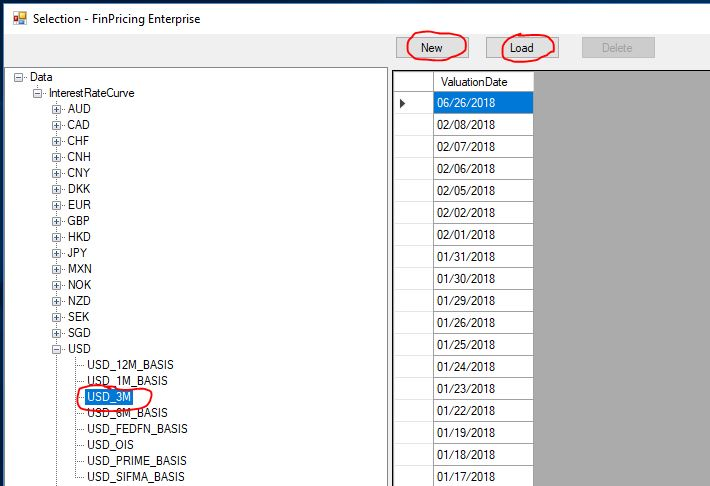 Selection - FinPricing Enterprise
New Load Delete
Data
InterestRateCurve
AUD
CAD
CHF
CNH
CNY
DKK
EUR
GBP
HKD
JPY
MXN
NOK
NZD
SEK
SGD
USD
USD_12M_BASIS
USD_1M_BASIS
USD_3M
USD_6M_BASIS
USD_FEDFN_BASIS
USD_OIS
USD_PRIME_BASIS
USD_SIFMA_BASIS
ValuationDate
06/26/2018
02/08/2018
02/07/2018
02/06/2018
02/05/2018
02/02/2018
02/01/2018
01/31/2018
01/30/2018
01/29/2018
01/26/2018
01/25/2018
01/24/2018
01/23/2018
01/22/2018
01/19/2018
01/18/2018
01/17/2018